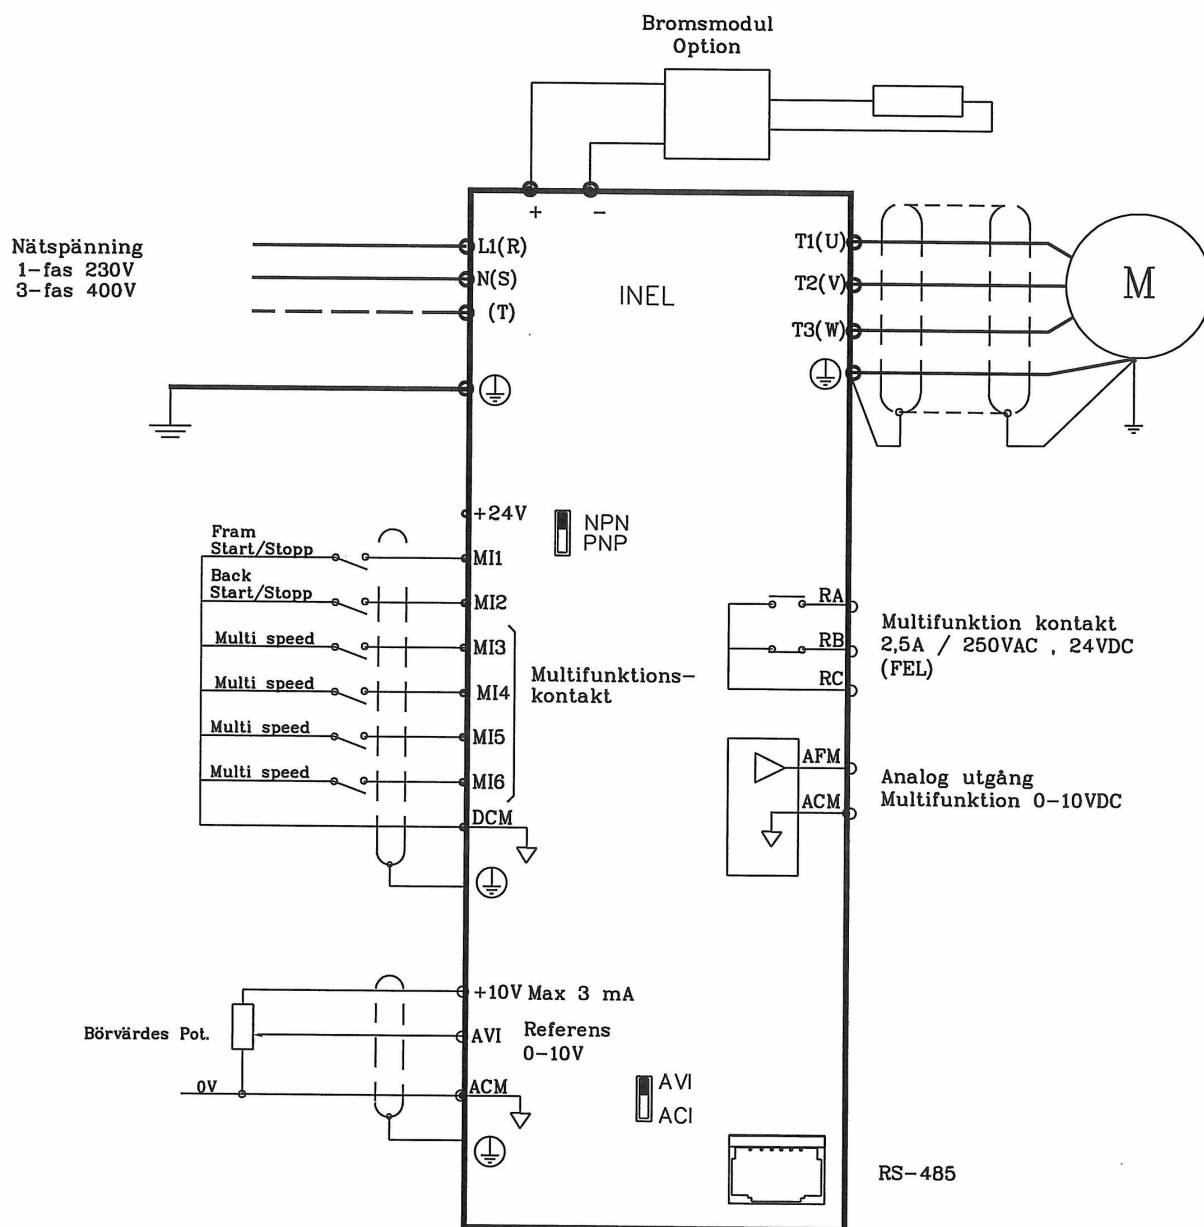 Bromsmodul
Option
+
-
Nätspänning
1-fas 230V
3-fas 400V
L1(R)
N(S)
(T)
INEL
T1(U)
T2(V)
T3(W)
M
+24V
NPN
PNP
Fram
Start/Stopp
MI1
Back
Start/Stopp
MI2
Multi speed
MI3
Multi speed
MI4
Multi speed
MI5
Multi speed
MI6
Multifunktions-
kontakt
DCM
RA
RB
RC
Multifunktion kontakt
2,5A / 250VAC , 24VDC
(FEL)
AFM
ACM
Analog utgång
Multifunktion 0-10VDC
+10V Max 3 mA
Börvärdes Pot.
AVI
Referens
0-10V
0V
ACM
AVI
ACI
RS-485